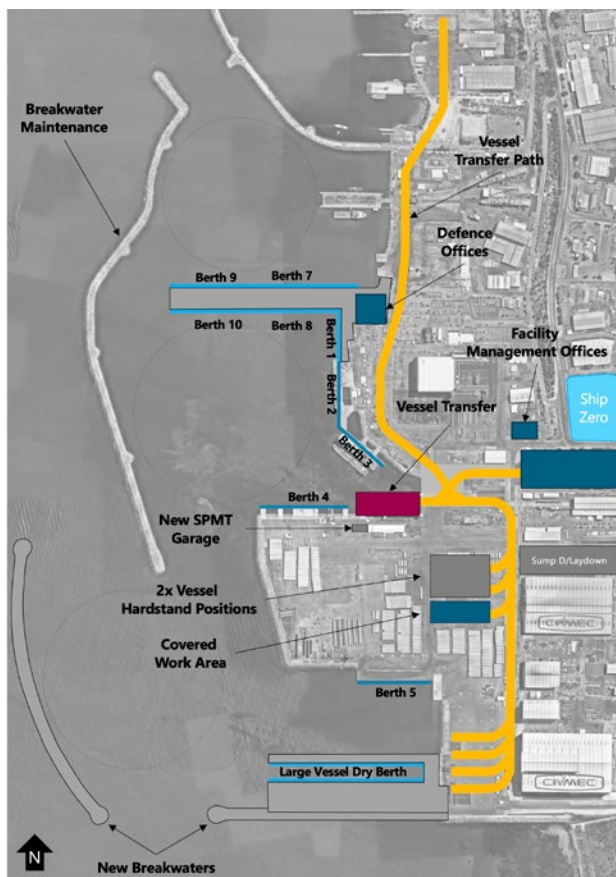 Breakwater
Maintenance
Vessel
Transfer Path
Defence
Offices
Berth 9
Berth 7
Berth 10
Berth 8
Berth 1
Berth 2
Berth 3
Facility
Management Offices
Ship
Zero
Vessel Transfer
Berth 4
New SPMT
Garage
Sump D/Laydown
2x Vessel
Hardstand Positions
CIVMEC
Covered
Work Area
Berth 5
Large Vessel Dry Berth
CIVMEC
N
New Breakwaters